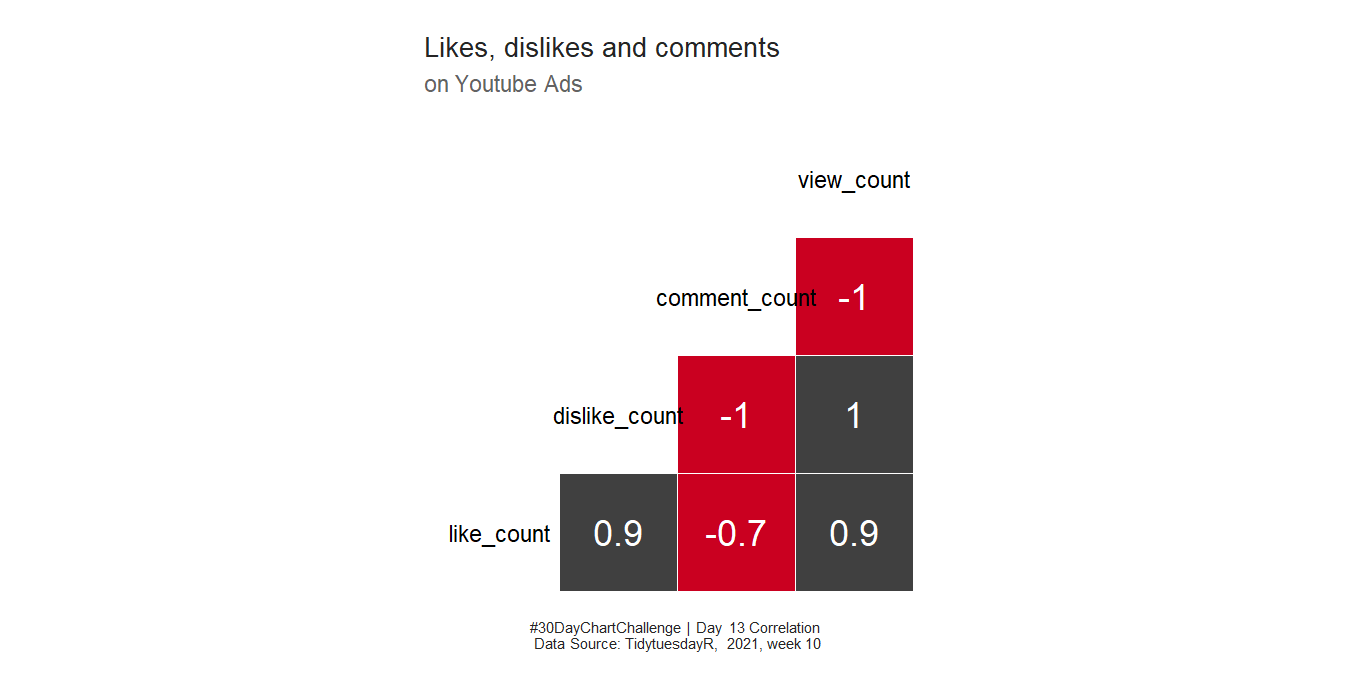 Likes, dislikes and comments
on Youtube Ads
view_count
comment_count -1
dislike_count -1 1
like_count 0.9 -0.7 0.9
#30DayChartChallenge | Day 13 Correlation
Data Source: TidytuesdayR, 2021, week 10